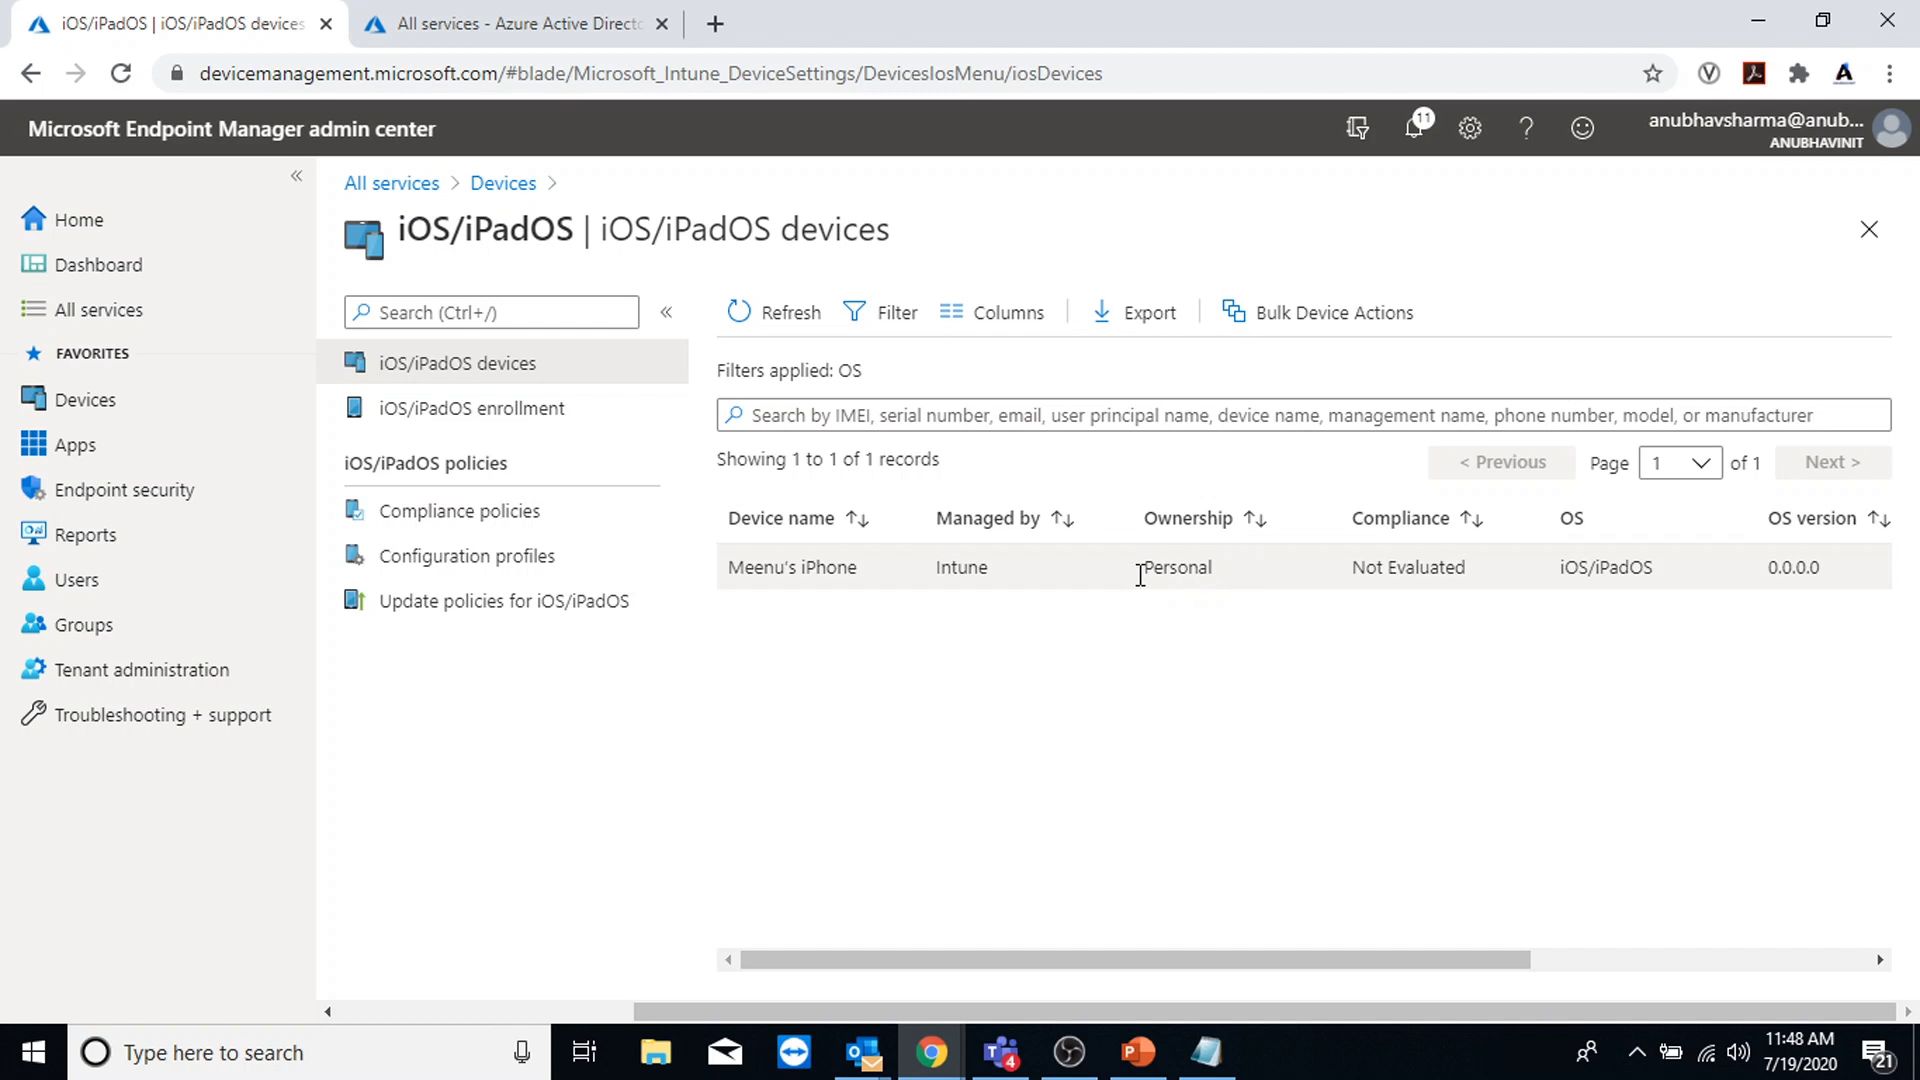 iOS/iPadOS | iOS/iPadOS devices
All services - Azure Active Directo
devicemanagement.microsoft.com/#blade/Microsoft_Intune_DeviceSettings/DevicesIosMenu/iosDevices
Microsoft Endpoint Manager admin center
11
anubhavsharma@anub...
ANUBHAVINIT
All services > Devices >
iOS/iPadOS | iOS/iPadOS devices
Home
Dashboard
All services
FAVORITES
Devices
Apps
Endpoint security
Reports
Users
Groups
Tenant administration
Troubleshooting + support
Search (Ctrl+/)
iOS/iPadOS devices
iOS/iPadOS enrollment
iOS/iPadOS policies
Compliance policies
Configuration profiles
Update policies for iOS/iPadOS
Refresh Filter Columns Export Bulk Device Actions
Filters applied: OS
Search by IMEI, serial number, email, user principal name, device name, management name, phone number, model, or manufacturer
Showing 1 to 1 of 1 records
< Previous Page 1 of 1 Next >
Device name Managed by Ownership Compliance OS OS version
Meenu's iPhone Intune Personal Not Evaluated iOS/iPadOS 0.0.0.0
Type here to search
4
11:48 AM
7/19/2020
21